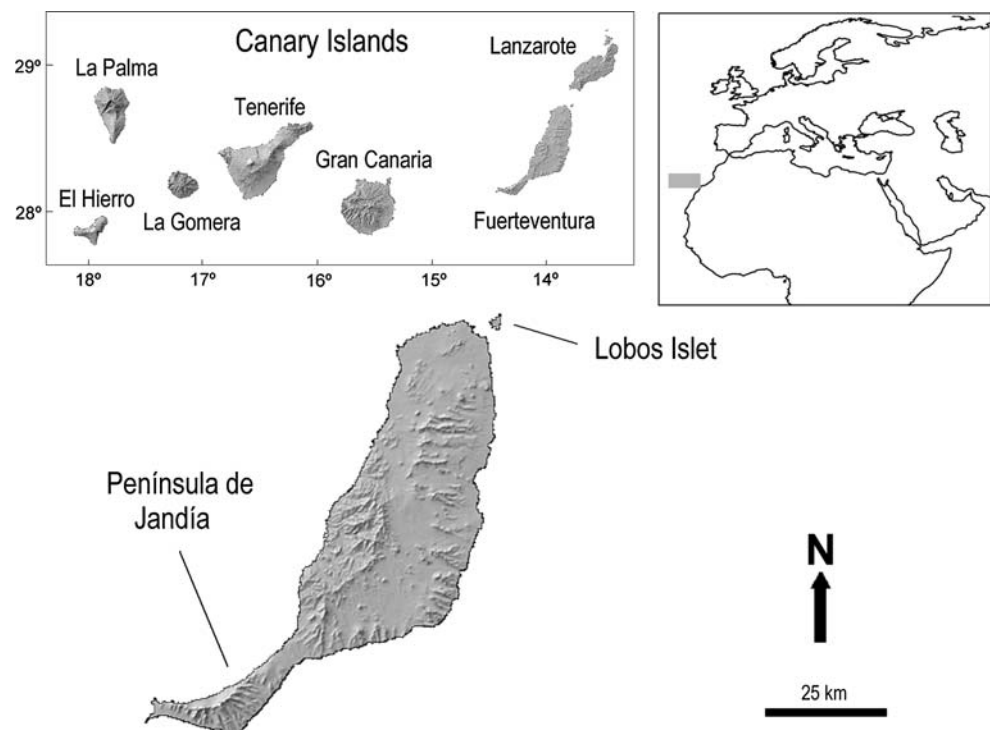 Canary Islands
Lanzarote
29º
La Palma
Tenerife
Gran Canaria
El Hierro
28º
La Gomera
Fuerteventura
18º
17º
16º
15º
14º
Lobos Islet
Península de
Jandía
N
25 km